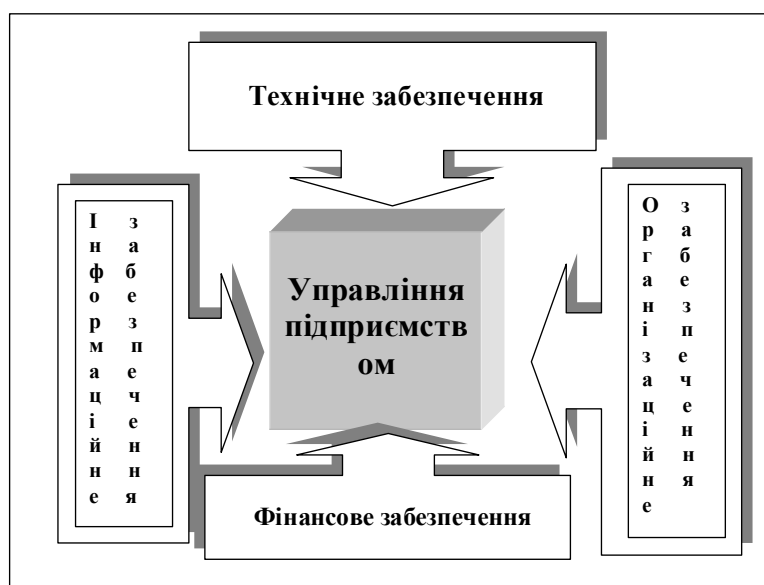 Технічне забезпечення
Інформаційне
забезпечення
Управління
підприємств
ом
Організаційне
забезпечення
Фінансове забезпечення